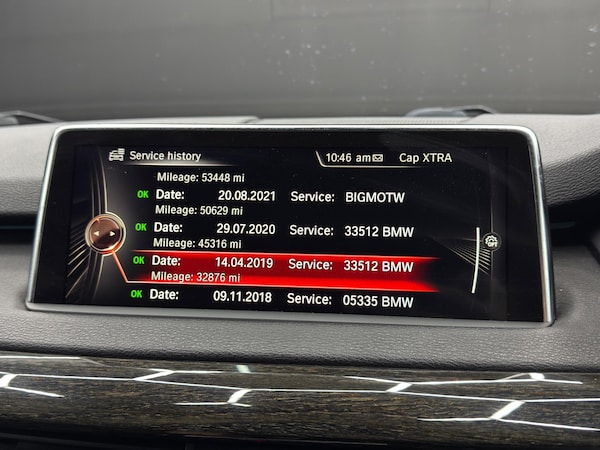 Service history 10:46 am Cap XTRA
Mileage: 53448 mi
OK Date: 20.08.2021 Service: BIGMOTW
Mileage: 50629 mi
OK Date: 29.07.2020 Service: 33512 BMW
Mileage: 45316 mi
OK Date: 14.04.2019 Service: 33512 BMW
Mileage: 32876 mi
OK Date: 09.11.2018 Service: 05335 BMW